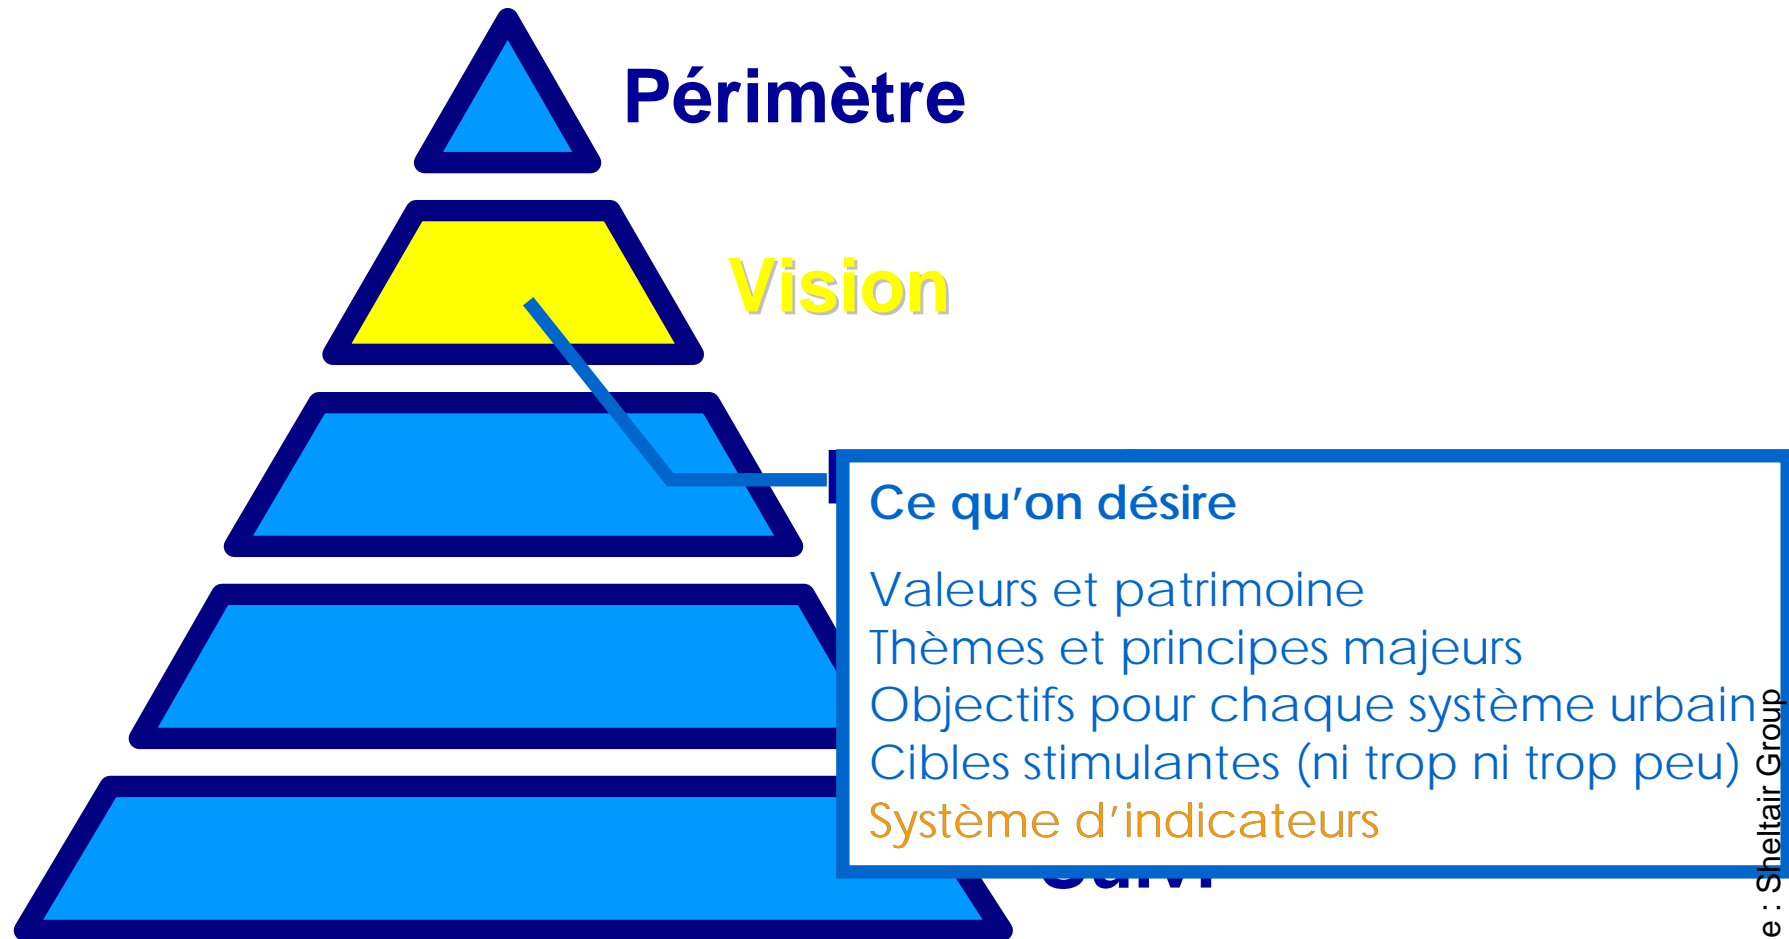 Périmètre
Vision
Ce qu’on désire
Valeurs et patrimoine
Thèmes et principes majeurs
Objectifs pour chaque système urbain
Cibles stimulantes (ni trop ni trop peu)
Système d’indicateurs
e : Sheltair Group